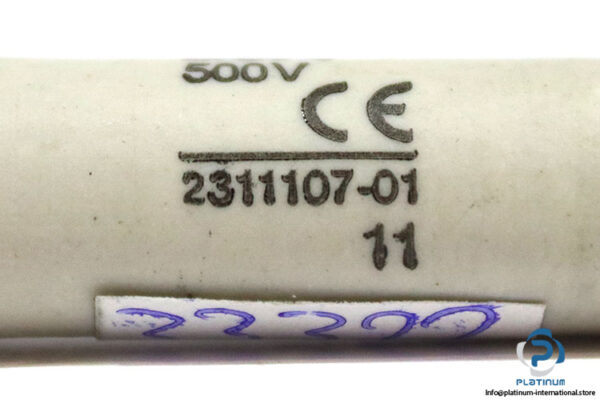 500V
CE
2311107-01
11
PLATINUM
Info@platinum-international.store